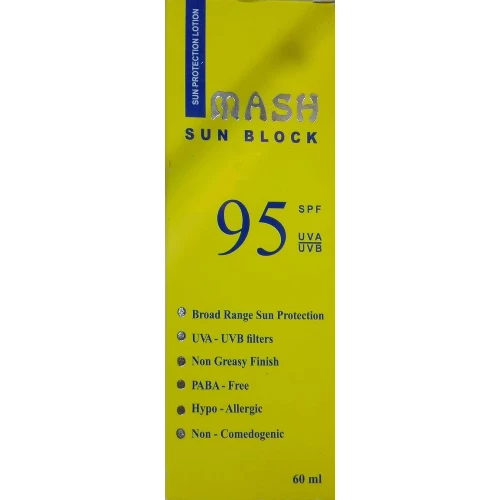 SUN PROTECTION LOTION
MASH
SUN BLOCK
95
SPF
UVA
UVB
Broad Range Sun Protection
UVA - UVB filters
Non Greasy Finish
PABA - Free
Hypo - Allergic
Non - Comedogenic
60 ml